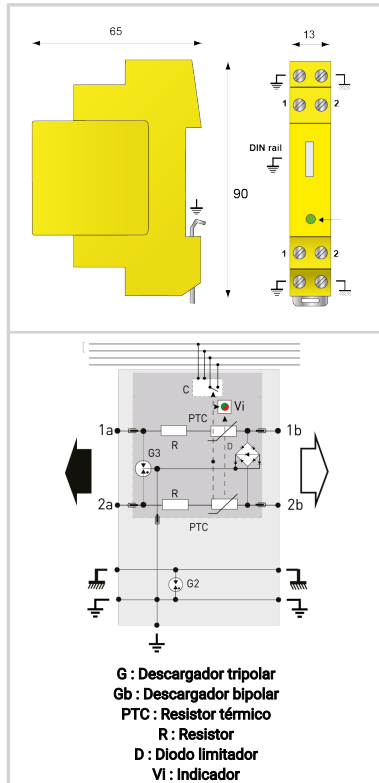 65
13
1 2
DIN rail
90
1 2
C
Vi
PTC
1a 1b
R
D
G3
R
2a 2b
PTC
G2
G : Descargador tripolar
Gb : Descargador bipolar
PTC : Resistor térmico
R : Resistor
D : Diodo limitador
Vi : Indicador